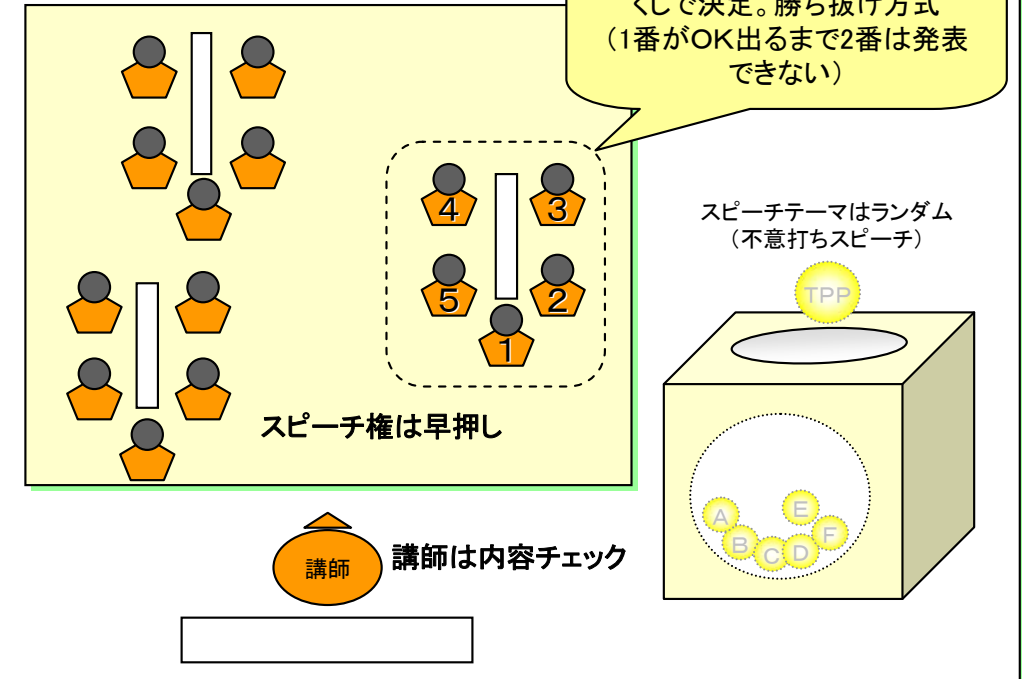 くじで決定。勝ち抜け方式
（1番がOK出るまで2番は発表
できない）
4
3
5
2
1
スピーチテーマはランダム
（不意打ちスピーチ）
TPP
スピーチ権は早押し
A
B
C
D
E
F
講師
講師は内容チェック